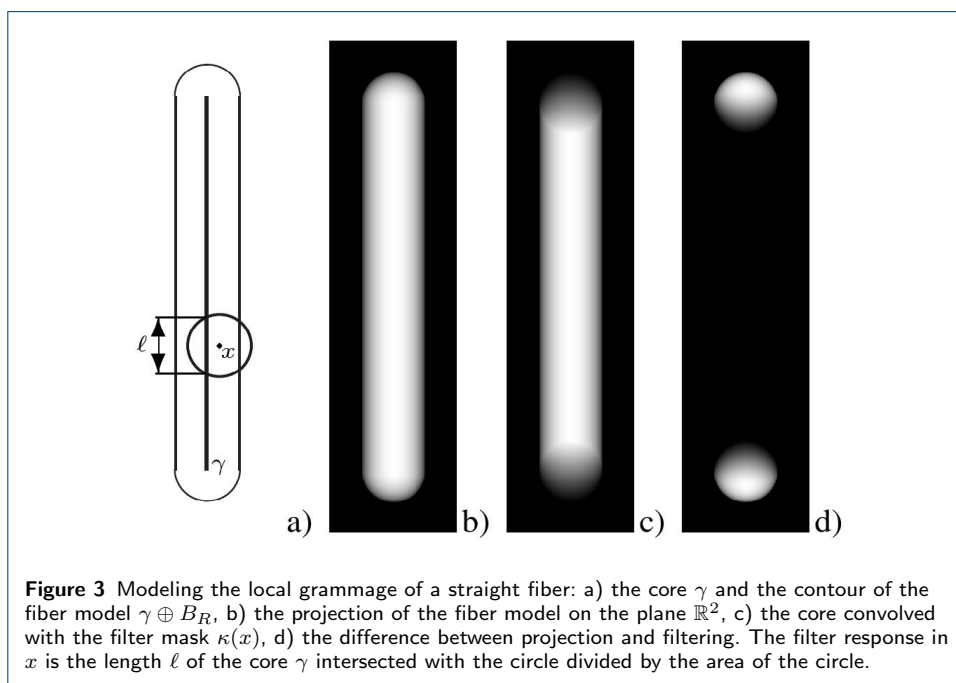 ℓ
x
γ
a) b) c) d)
Figure 3 Modeling the local grammage of a straight fiber: a) the core γ and the contour of the
fiber model γ ⊕ B_R, b) the projection of the fiber model on the plane ℝ², c) the core convolved
with the filter mask κ(x), d) the difference between projection and filtering. The filter response in
x is the length ℓ of the core γ intersected with the circle divided by the area of the circle.